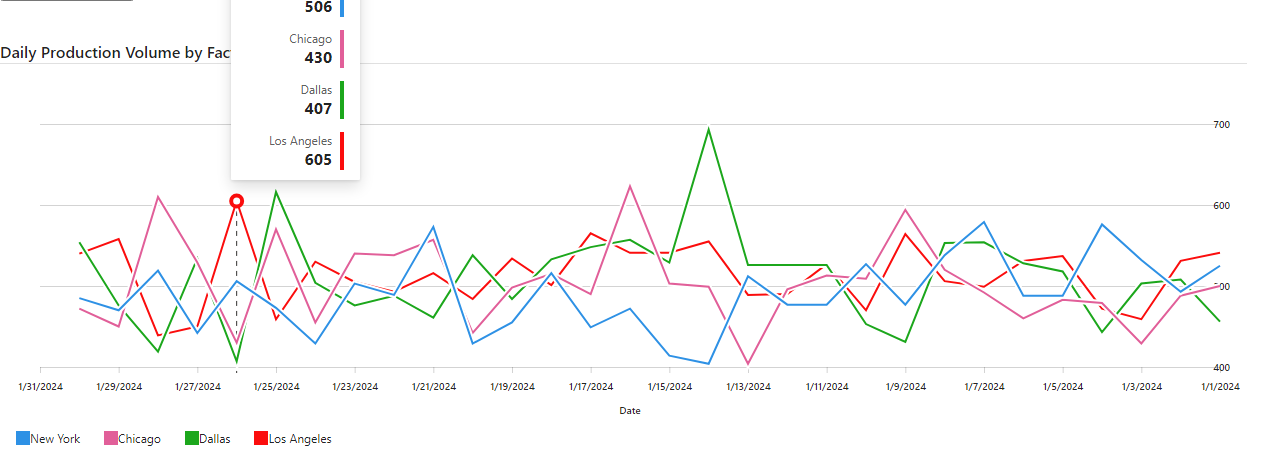 506
Chicago
430
Daily Production Volume by Fac
Dallas
407
Los Angeles
605
700
600
500
400
1/31/2024 1/29/2024 1/27/2024 1/25/2024 1/23/2024 1/21/2024 1/19/2024 1/17/2024 1/15/2024 1/13/2024 1/11/2024 1/9/2024 1/7/2024 1/5/2024 1/3/2024 1/1/2024
Date
New York Chicago Dallas Los Angeles